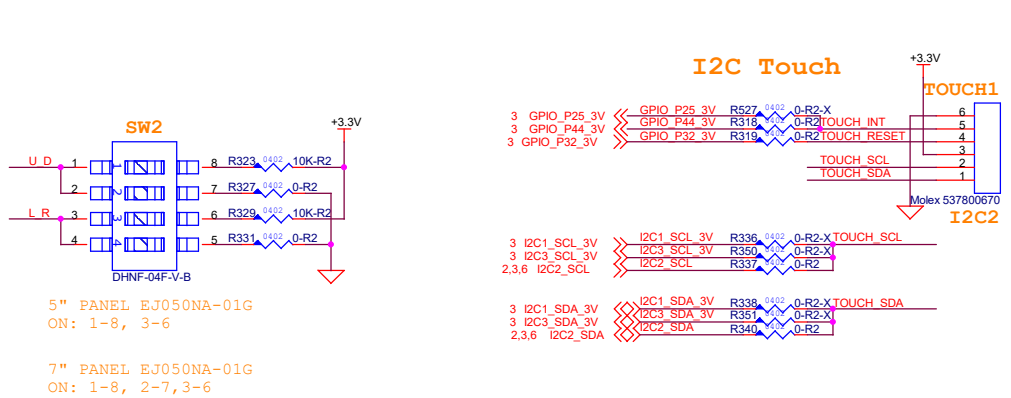 I2C Touch
+3.3V
TOUCH1
3 GPIO_P25_3V GPIO_P25_3V R527 0402 0-R2-X 6
3 GPIO_P44_3V GPIO_P44_3V R318 0402 0-R2 TOUCH_INT 5
3 GPIO_P32_3V GPIO_P32_3V R319 0402 0-R2 TOUCH_RESET 4
3
TOUCH_SCL 2
TOUCH_SDA 1
Molex 537800670
I2C2
3 I2C1_SCL_3V I2C1_SCL_3V R336 0402 0-R2-X TOUCH_SCL
3 I2C3_SCL_3V I2C3_SCL_3V R350 0402 0-R2-X
2,3,6 I2C2_SCL I2C2_SCL R337 0402 0-R2
3 I2C1_SDA_3V I2C1_SDA_3V R338 0402 0-R2-X TOUCH_SDA
3 I2C3_SDA_3V I2C3_SDA_3V R351 0402 0-R2-X
2,3,6 I2C2_SDA I2C2_SDA R340 0402 0-R2
SW2
+3.3V
U_D 1 1 8 R323 0402 10K-R2
2 2 7 R327 0402 0-R2
L_R 3 3 6 R329 0402 10K-R2
4 4 5 R331 0402 0-R2
DHNF-04F-V-B
5" PANEL EJ050NA-01G
ON: 1-8, 3-6
7" PANEL EJ050NA-01G
ON: 1-8, 2-7,3-6